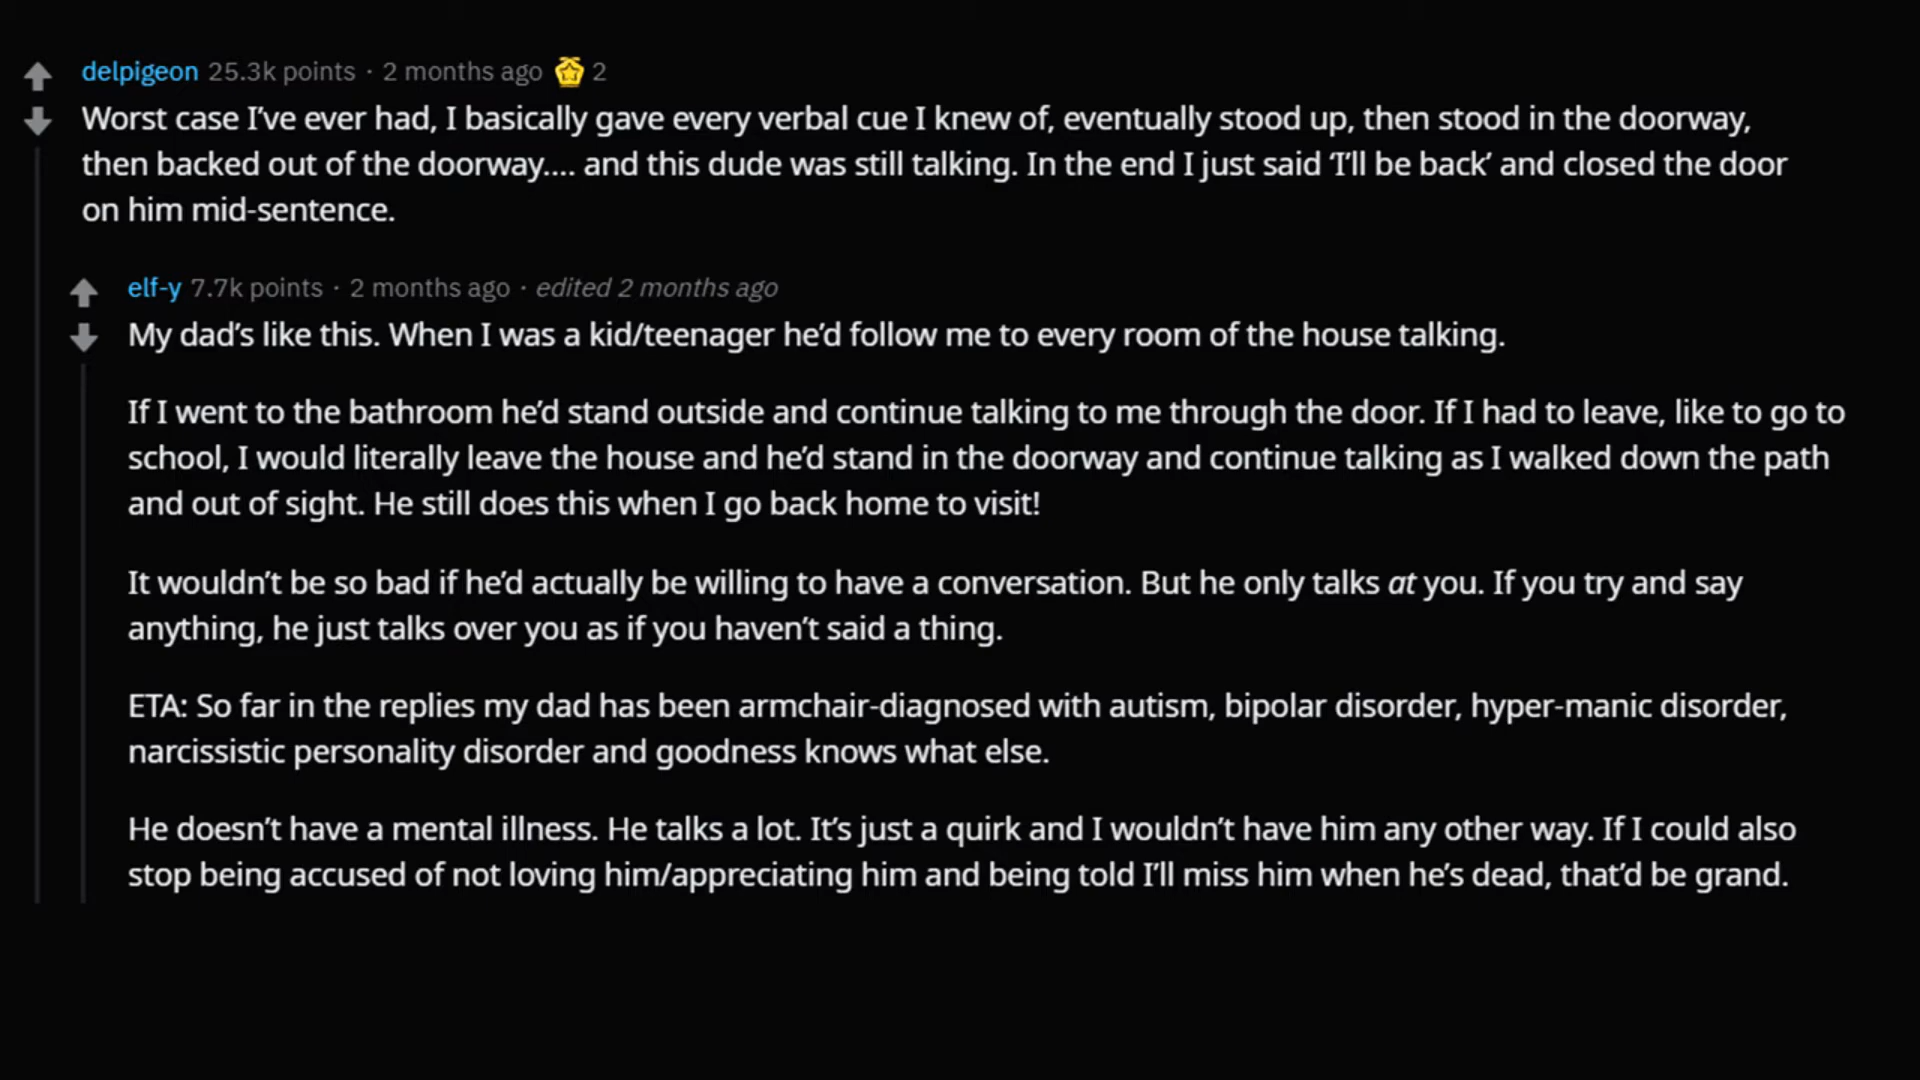 delpigeon 25.3k points · 2 months ago 2
Worst case I’ve ever had, I basically gave every verbal cue I knew of, eventually stood up, then stood in the doorway,
then backed out of the doorway.... and this dude was still talking. In the end I just said ‘I’ll be back’ and closed the door
on him mid-sentence.
elf-y 7.7k points · 2 months ago · edited 2 months ago
My dad’s like this. When I was a kid/teenager he’d follow me to every room of the house talking.
If I went to the bathroom he’d stand outside and continue talking to me through the door. If I had to leave, like to go to
school, I would literally leave the house and he’d stand in the doorway and continue talking as I walked down the path
and out of sight. He still does this when I go back home to visit!
It wouldn’t be so bad if he’d actually be willing to have a conversation. But he only talks at you. If you try and say
anything, he just talks over you as if you haven’t said a thing.
ETA: So far in the replies my dad has been armchair-diagnosed with autism, bipolar disorder, hyper-manic disorder,
narcissistic personality disorder and goodness knows what else.
He doesn’t have a mental illness. He talks a lot. It’s just a quirk and I wouldn’t have him any other way. If I could also
stop being accused of not loving him/appreciating him and being told I’ll miss him when he’s dead, that’d be grand.